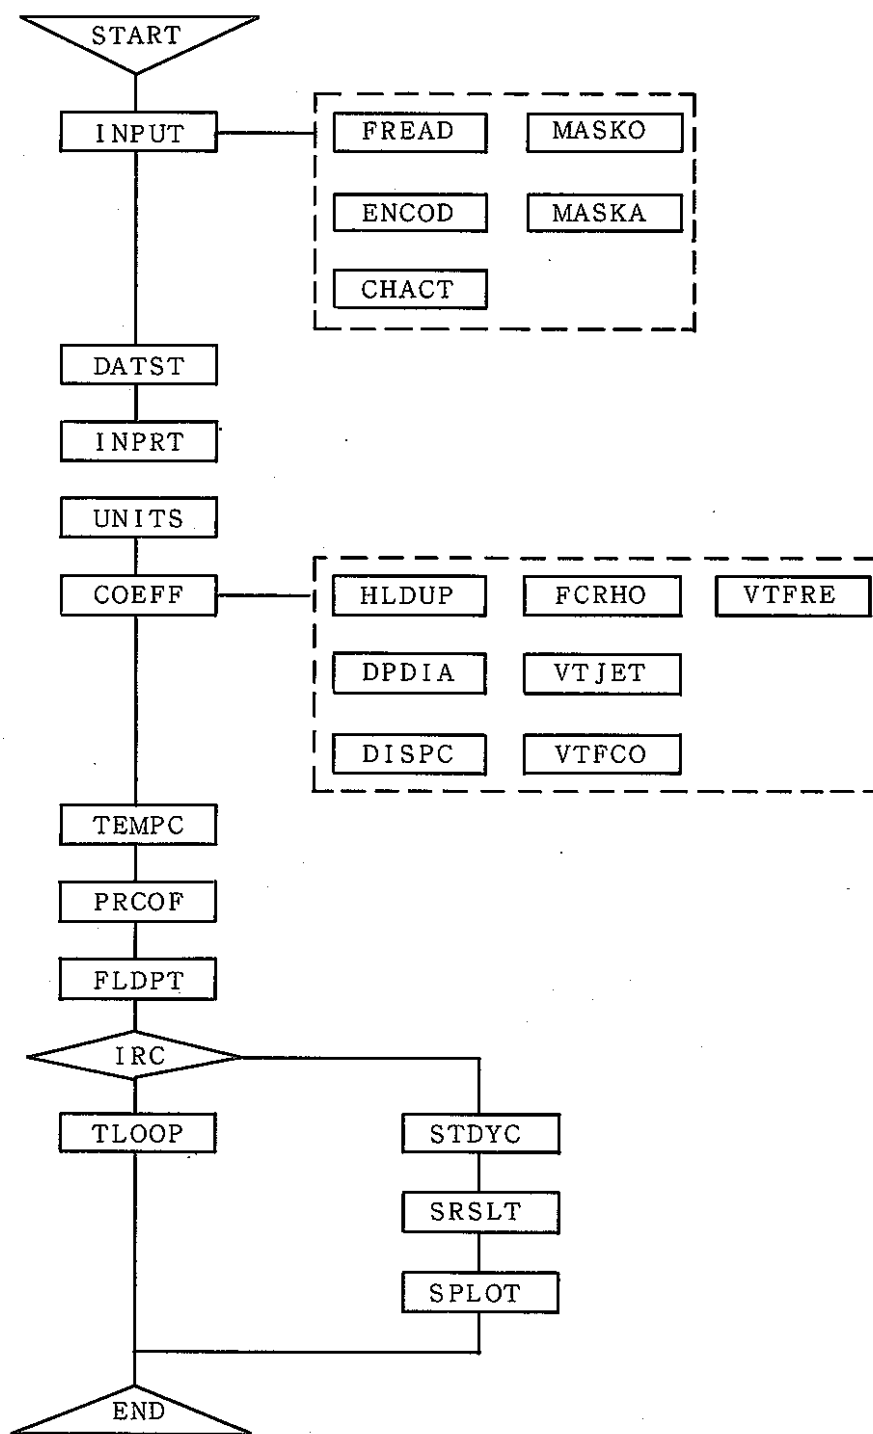 START
INPUT
FREAD MASKO
ENCOD MASKA
CHACT
DATST
INPRT
UNITS
COEFF
HLDUP FCRHO VTFRE
DPDIA VTJET
DISPC VTFCO
TEMPC
PRCOF
FLDPT
IRC
TLOOP
STDYC
SRSLT
SPLOT
END